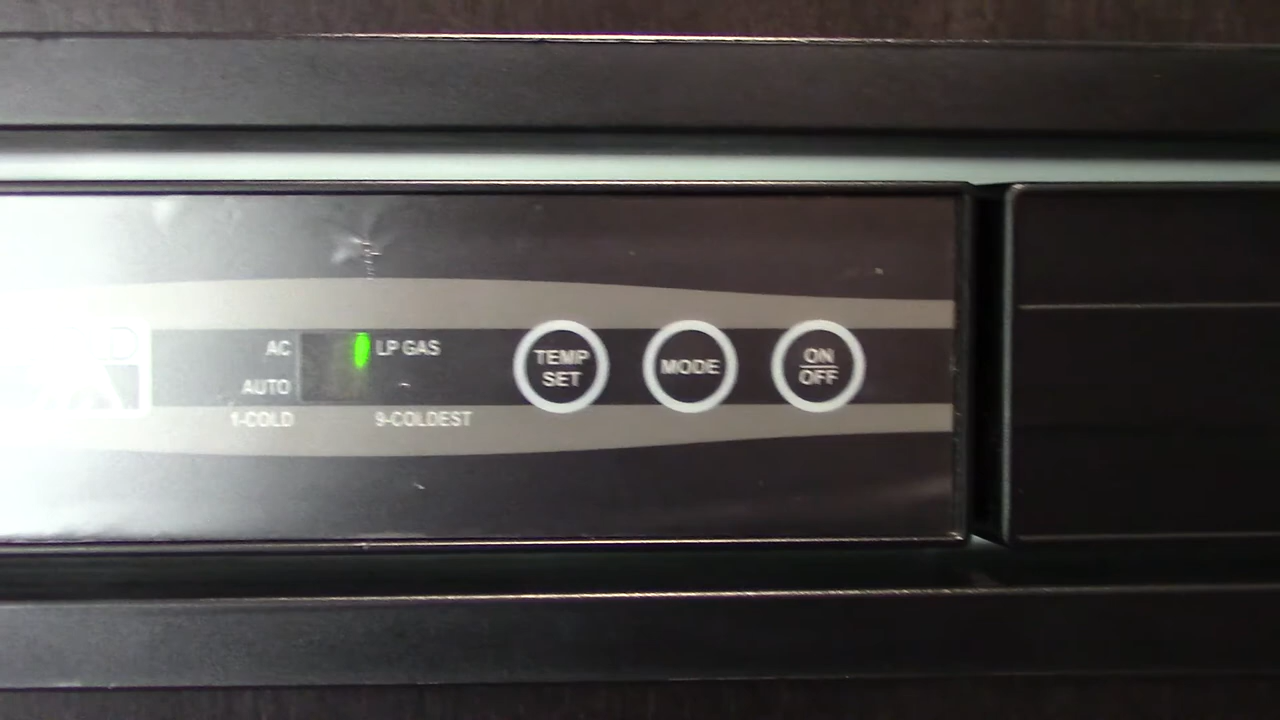 AC LP GAS
AUTO
1-COLD 9-COLDEST
TEMP
SET
MODE
ON
OFF